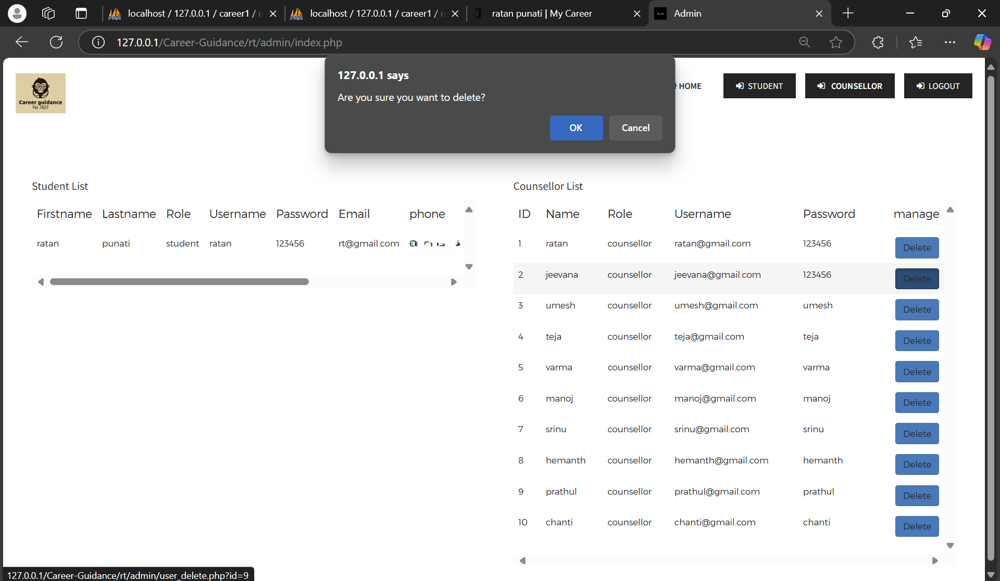 localhost / 127.0.0.1 / career1 / u
localhost / 127.0.0.1 / career1 / u
ratan punati | My Career
Admin
127.0.0.1/Career-Guidance/rt/admin/index.php
127.0.0.1 says
Are you sure you want to delete?
OK Cancel
Career guidance
Est. 2022
HOME STUDENT COUNSELLOR LOGOUT
Student List
Firstname Lastname Role Username Password Email phone
ratan punati student ratan 123456 rt@gmail.com
Counsellor List
ID Name Role Username Password manage
1 ratan counsellor ratan@gmail.com 123456 Delete
2 jeevana counsellor jeevana@gmail.com 123456 Delete
3 umesh counsellor umesh@gmail.com umesh Delete
4 teja counsellor teja@gmail.com teja Delete
5 varma counsellor varma@gmail.com varma Delete
6 manoj counsellor manoj@gmail.com manoj Delete
7 srinu counsellor srinu@gmail.com srinu Delete
8 hemanth counsellor hemanth@gmail.com hemanth Delete
9 prathul counsellor prathul@gmail.com prathul Delete
10 chanti counsellor chanti@gmail.com chanti Delete
127.0.0.1/Career-Guidance/rt/admin/user_delete.php?id=9